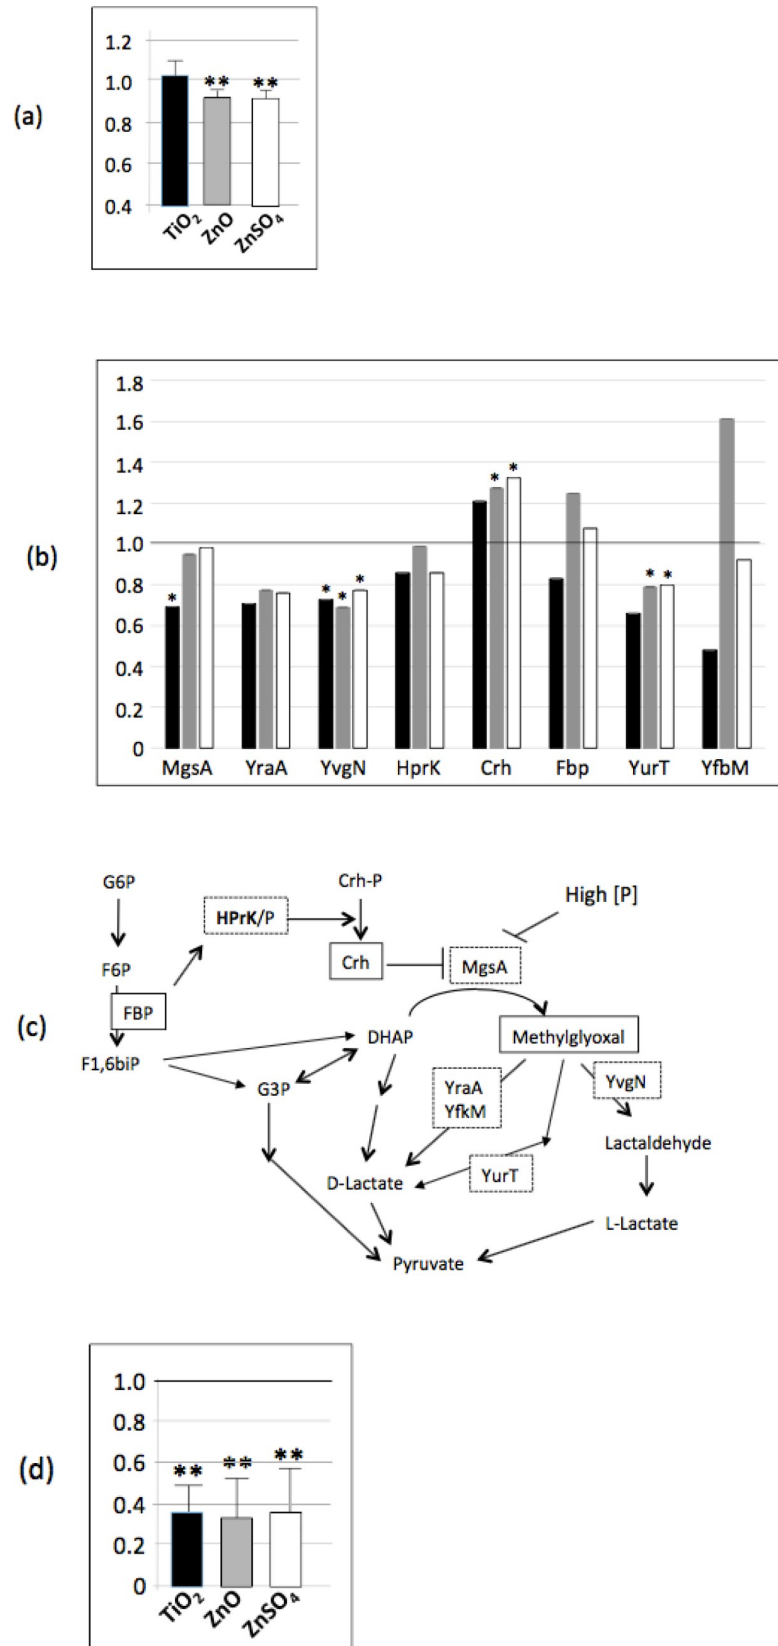 (a)
1.2
1.0
0.8
0.6
0.4
** **
TiO2 ZnO ZnSO4
(b)
1.8
1.6
1.4
1.2
1.0
0.8
0.6
0.4
0.2
0
* * * * * * * *
MgsA YraA YvgN HprK Crh Fbp YurT YfbM
(c)
G6P
Crh-P
High [P]
HPrK/P
F6P
Crh
MgsA
FBP
DHAP
Methylglyoxal
F1,6biP
G3P
YraA
YfkM
YvgN
Lactaldehyde
D-Lactate
YurT
L-Lactate
Pyruvate
(d)
1.0
0.8
0.6
0.4
0.2
0
** ** **
TiO2 ZnO ZnSO4